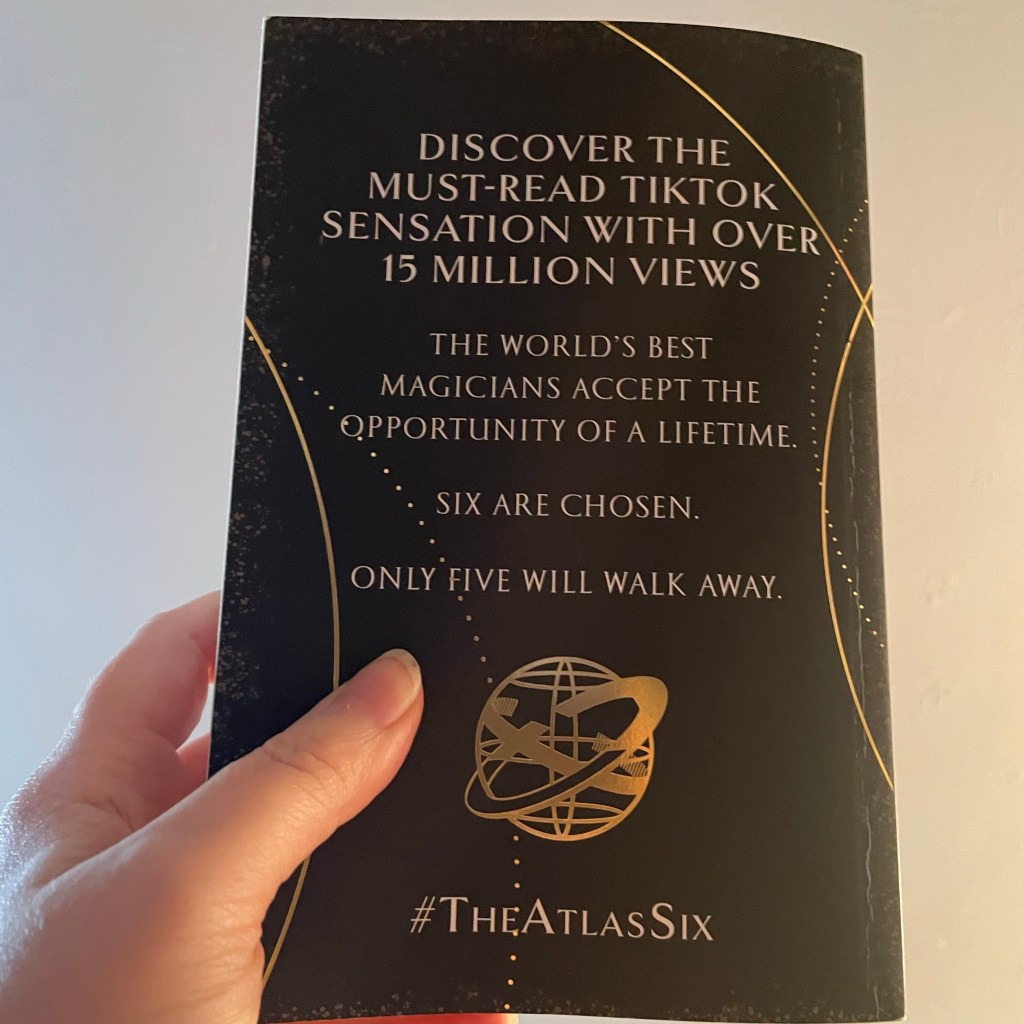 DISCOVER THE
MUST-READ TIKTOK
SENSATION WITH OVER
15 MILLION VIEWS
THE WORLD'S BEST
MAGICIANS ACCEPT THE
OPPORTUNITY OF A LIFETIME.
SIX ARE CHOSEN.
ONLY FIVE WILL WALK AWAY.
#THEATLASSIX